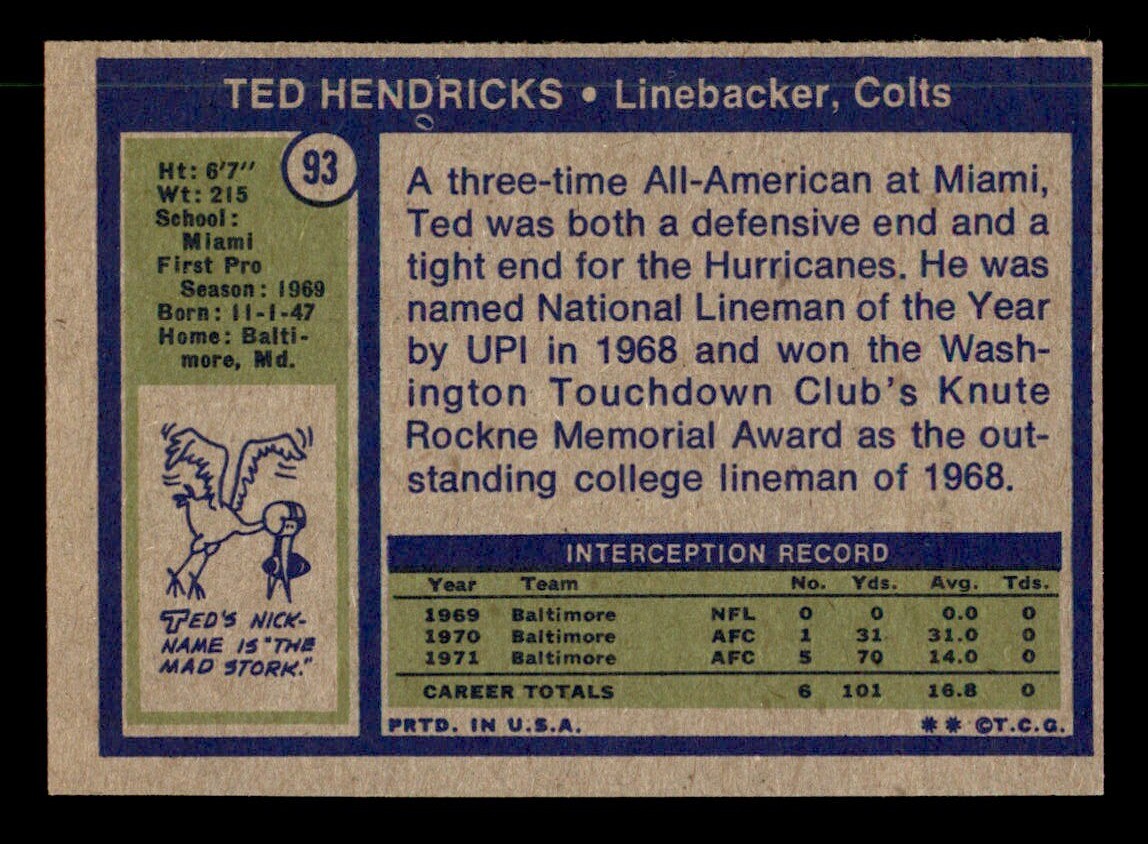 TED HENDRICKS • Linebacker, Colts
93
Ht: 6'7"
Wt: 215
School:
Miami
First Pro
Season: 1969
Born: 11-1-47
Home: Balti-
more, Md.
TED'S NICK-
NAME IS "THE
MAD STORK."
A three-time All-American at Miami,
Ted was both a defensive end and a
tight end for the Hurricanes. He was
named National Lineman of the Year
by UPI in 1968 and won the Wash-
ington Touchdown Club's Knute
Rockne Memorial Award as the out-
standing college lineman of 1968.
INTERCEPTION RECORD
Year Team No. Yds. Avg. Tds.
1969 Baltimore NFL 0 0 0.0 0
1970 Baltimore AFC 1 31 31.0 0
1971 Baltimore AFC 5 70 14.0 0
CAREER TOTALS 6 101 16.8 0
PRTD. IN U.S.A. ** ©T.C.G.